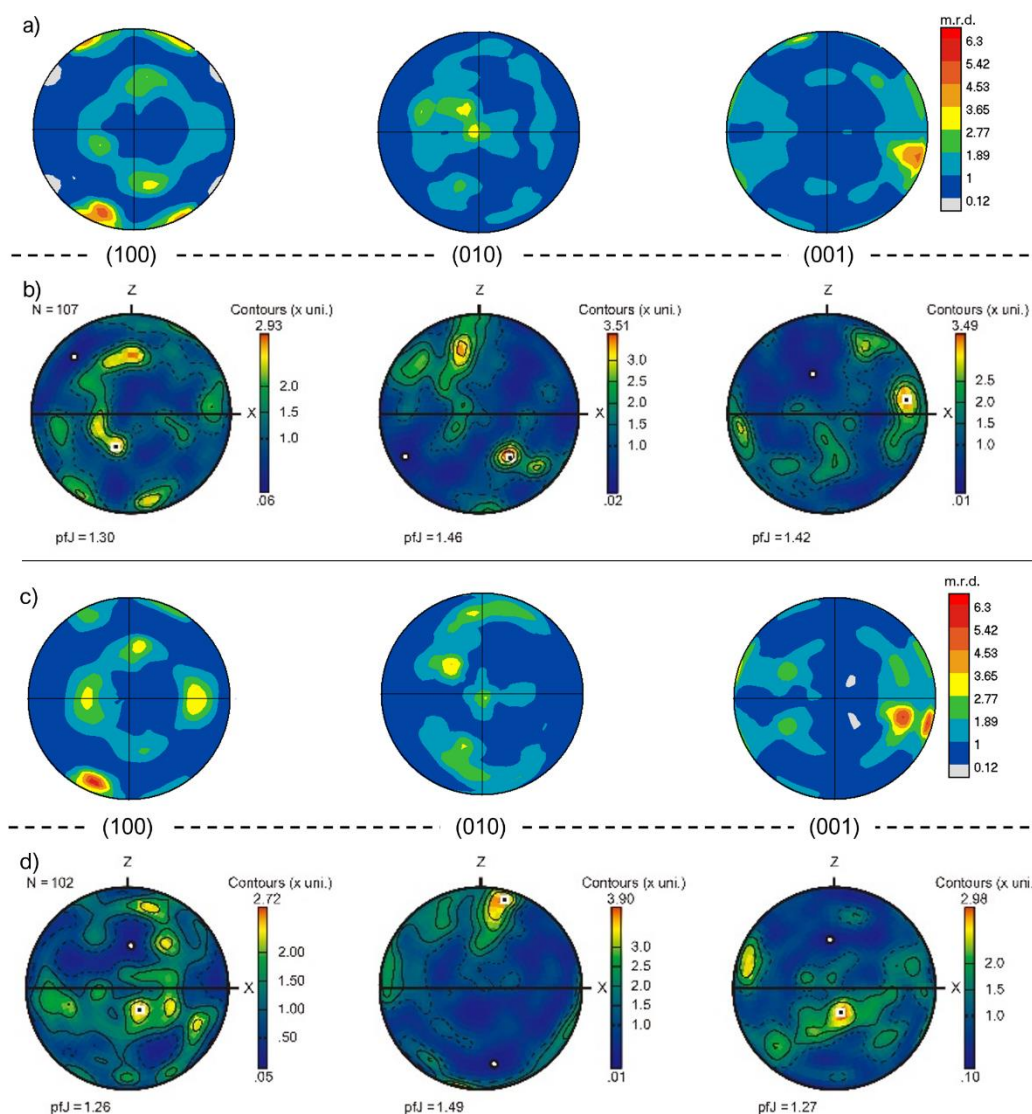 a)
m.r.d.
6.3
5.42
4.53
3.65
2.77
1.89
1
0.12
(100) (010) (001)
b)
N = 107
Z
X
Contours (x uni.)
2.93
2.0
1.5
1.0
.06
pfJ = 1.30
Z
X
Contours (x uni.)
3.51
3.0
2.5
2.0
1.5
1.0
.02
pfJ = 1.46
Z
X
Contours (x uni.)
3.49
2.5
2.0
1.5
1.0
.01
pfJ = 1.42
c)
m.r.d.
6.3
5.42
4.53
3.65
2.77
1.89
1
0.12
(100) (010) (001)
d)
N = 102
Z
X
Contours (x uni.)
2.72
2.00
1.50
1.00
.50
.05
pfJ = 1.26
Z
X
Contours (x uni.)
3.90
3.0
2.5
2.0
1.5
1.0
.01
pfJ = 1.49
Z
X
Contours (x uni.)
2.98
2.0
1.5
1.0
.10
pfJ = 1.27